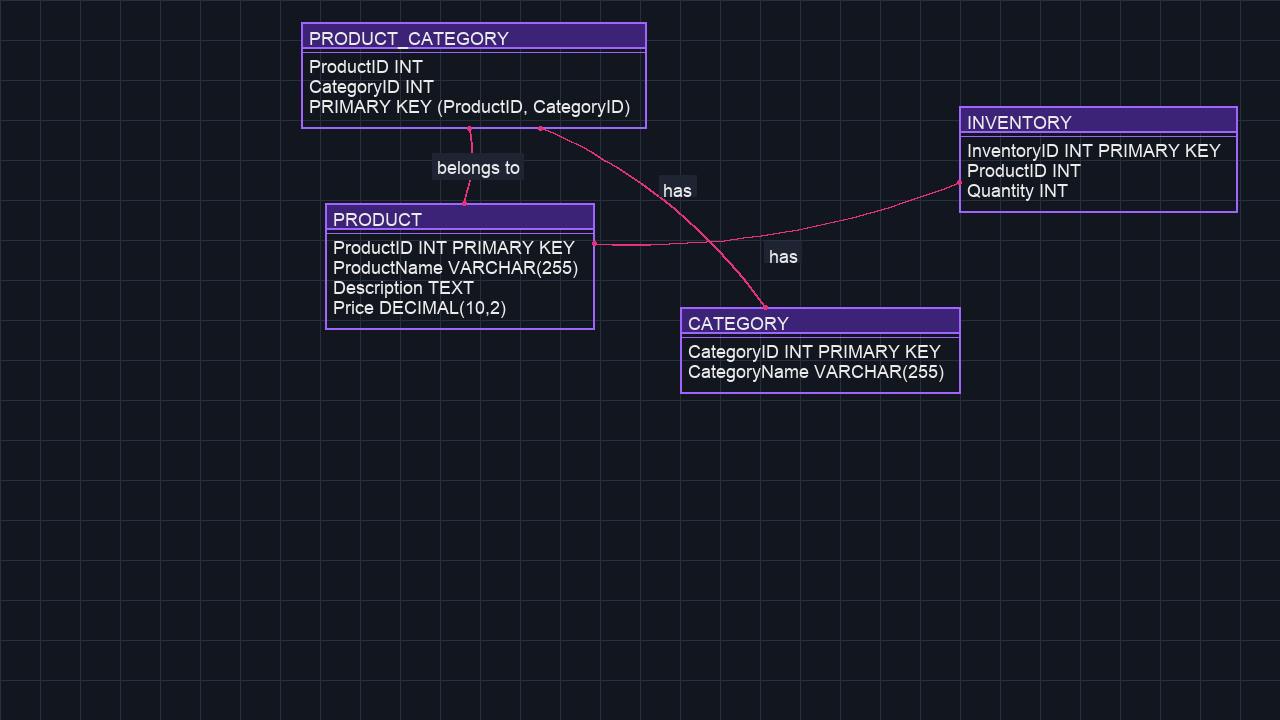 PRODUCT_CATEGORY
ProductID INT
CategoryID INT
PRIMARY KEY (ProductID, CategoryID)
belongs to
has
has
PRODUCT
ProductID INT PRIMARY KEY
ProductName VARCHAR(255)
Description TEXT
Price DECIMAL(10,2)
INVENTORY
InventoryID INT PRIMARY KEY
ProductID INT
Quantity INT
CATEGORY
CategoryID INT PRIMARY KEY
CategoryName VARCHAR(255)